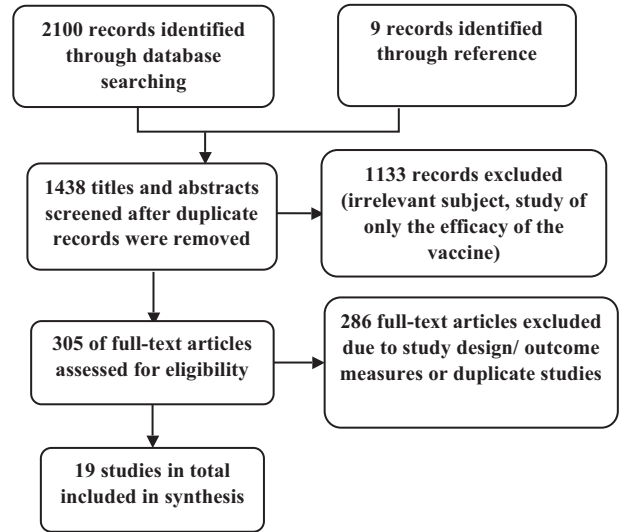 2100 records identified
through database
searching
9 records identified
through reference
1438 titles and abstracts
screened after duplicate
records were removed
1133 records excluded
(irrelevant subject, study of
only the efficacy of the
vaccine)
305 of full-text articles
assessed for eligibility
286 full-text articles excluded
due to study design/ outcome
measures or duplicate studies
19 studies in total
included in synthesis